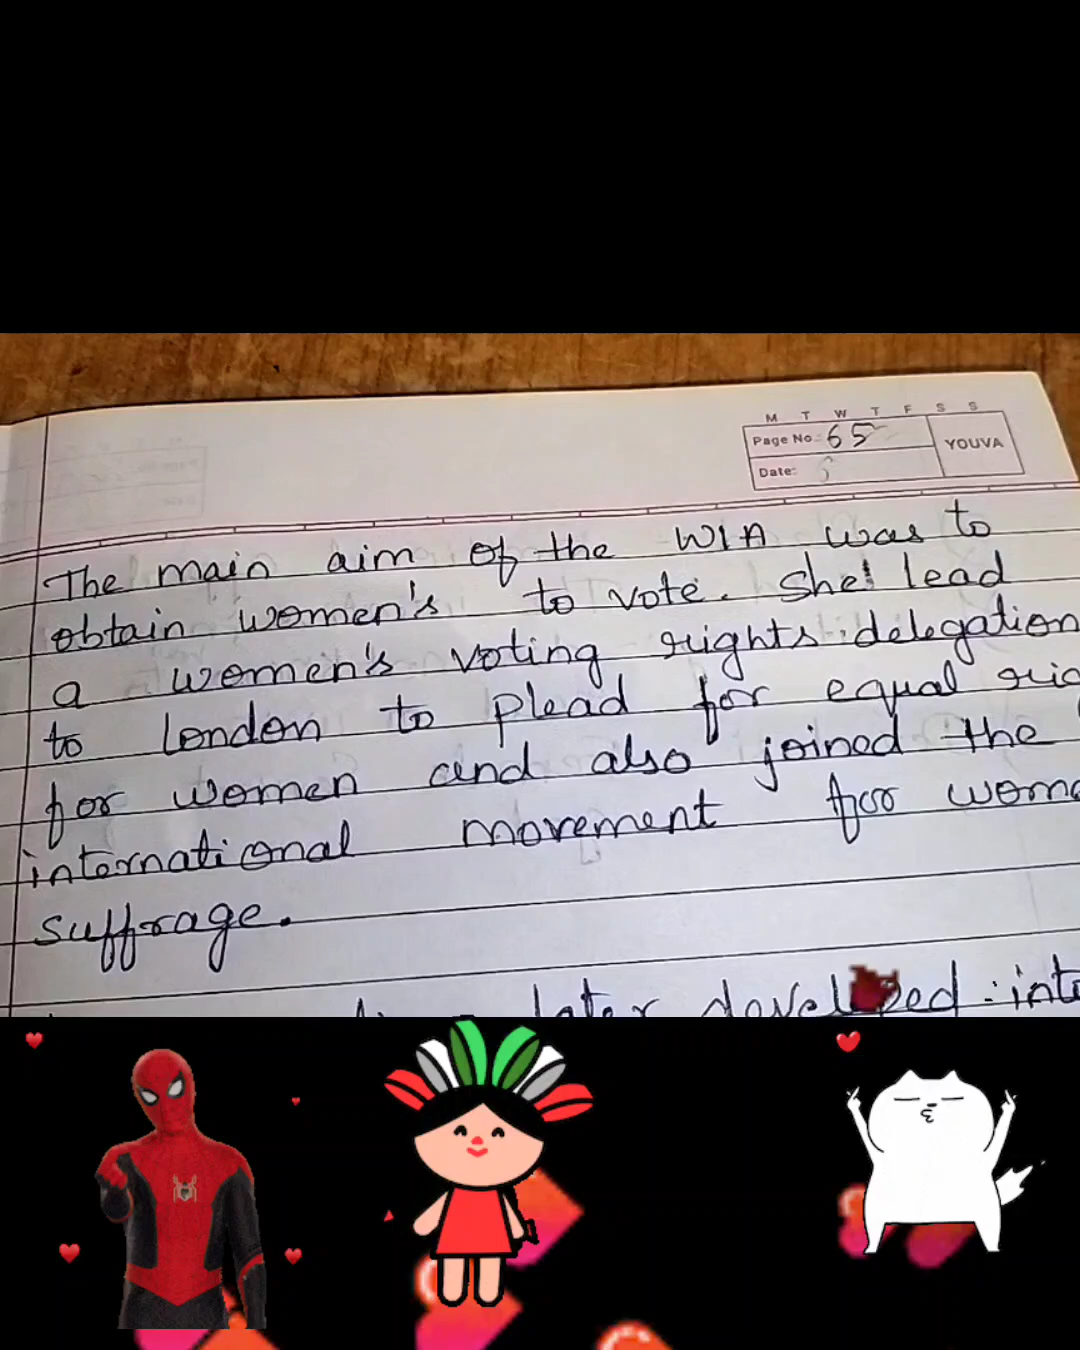 M T W T F S S
Page No.: 65
YOUVA
Date:
The main aim of the WIA was to
obtain women's to vote. She lead
a women's voting rights delegation
to London to plead for equal
for women and also joined the
international movement for
suffrage.
later developed